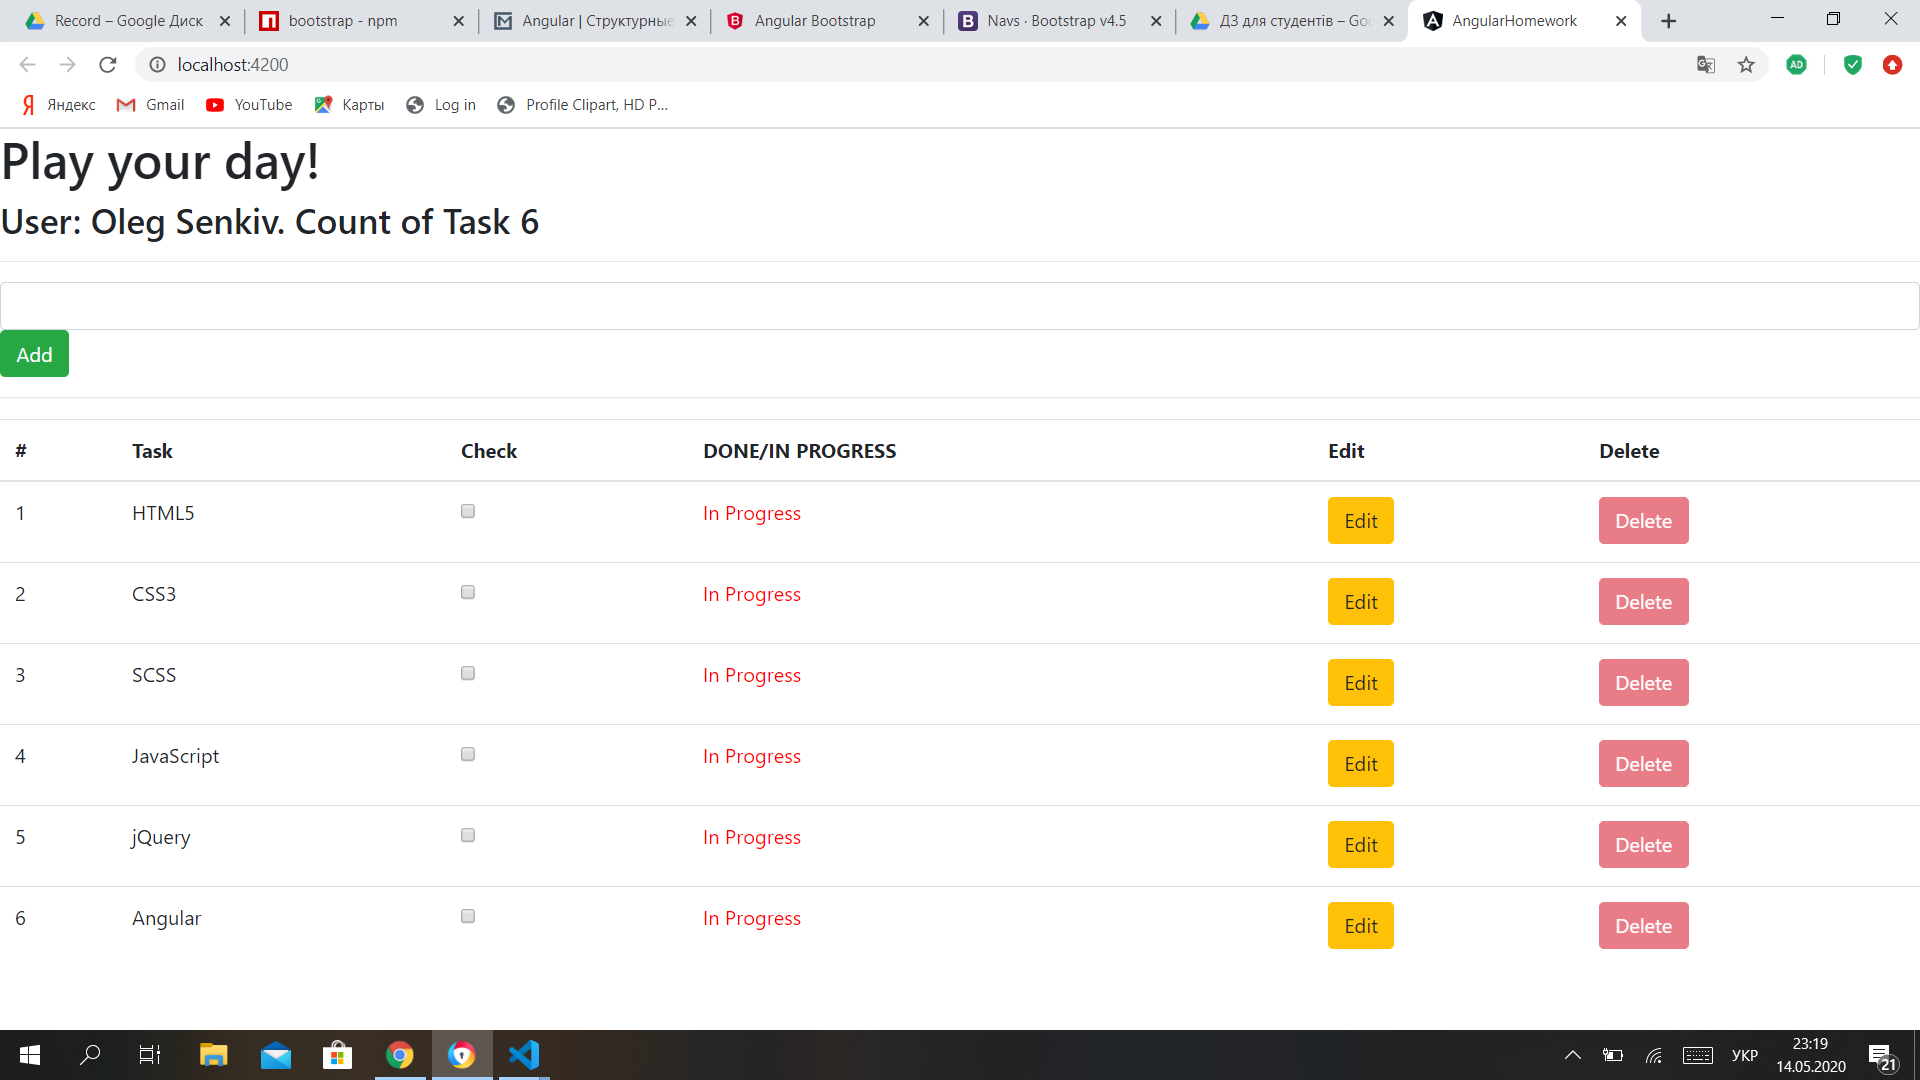 Record – Google Диск
bootstrap - npm
Angular | Структурные
Angular Bootstrap
Navs · Bootstrap v4.5
ДЗ для студентів – Goo
AngularHomework
localhost:4200
Яндекс
Gmail
YouTube
Карты
Log in
Profile Clipart, HD P...
Play your day!
User: Oleg Senkiv. Count of Task 6
Add
# Task Check DONE/IN PROGRESS Edit Delete
1 HTML5 In Progress Edit Delete
2 CSS3 In Progress Edit Delete
3 SCSS In Progress Edit Delete
4 JavaScript In Progress Edit Delete
5 jQuery In Progress Edit Delete
6 Angular In Progress Edit Delete
УКР
23:19
14.05.2020
21